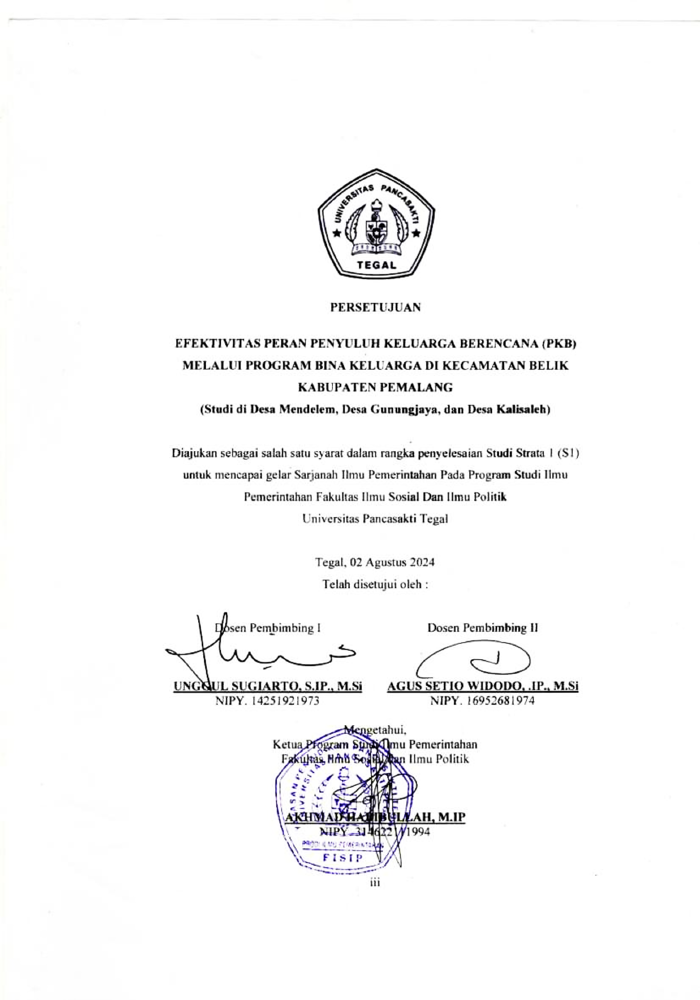 UNIVERSITAS PANCASAKTI
TEGAL
PERSETUJUAN
EFEKTIVITAS PERAN PENYULUH KELUARGA BERENCANA (PKB)
MELALUI PROGRAM BINA KELUARGA DI KECAMATAN BELIK
KABUPATEN PEMALANG
(Studi di Desa Mendelem, Desa Gunungjaya, dan Desa Kalisaleh)
Diajukan sebagai salah satu syarat dalam rangka penyelesaian Studi Strata 1 (S1)
untuk mencapai gelar Sarjanah Ilmu Pemerintahan Pada Program Studi Ilmu
Pemerintahan Fakultas Ilmu Sosial Dan Ilmu Politik
Universitas Pancasakti Tegal
Tegal, 02 Agustus 2024
Telah disetujui oleh :
Dosen Pembimbing I Dosen Pembimbing II
UNGGUL SUGIARTO, S.IP., M.Si AGUS SETIO WIDODO, .IP., M.Si
NIPY. 14251921973 NIPY. 16952681974
Mengetahui,
Ketua Program Studi Ilmu Pemerintahan
Fakultas Ilmu Sosial dan Ilmu Politik
AKHMAD HABIBULLAH, M.IP
NIPY.
PRODI ILMU PEMERINTAHAN
FISIP
iii